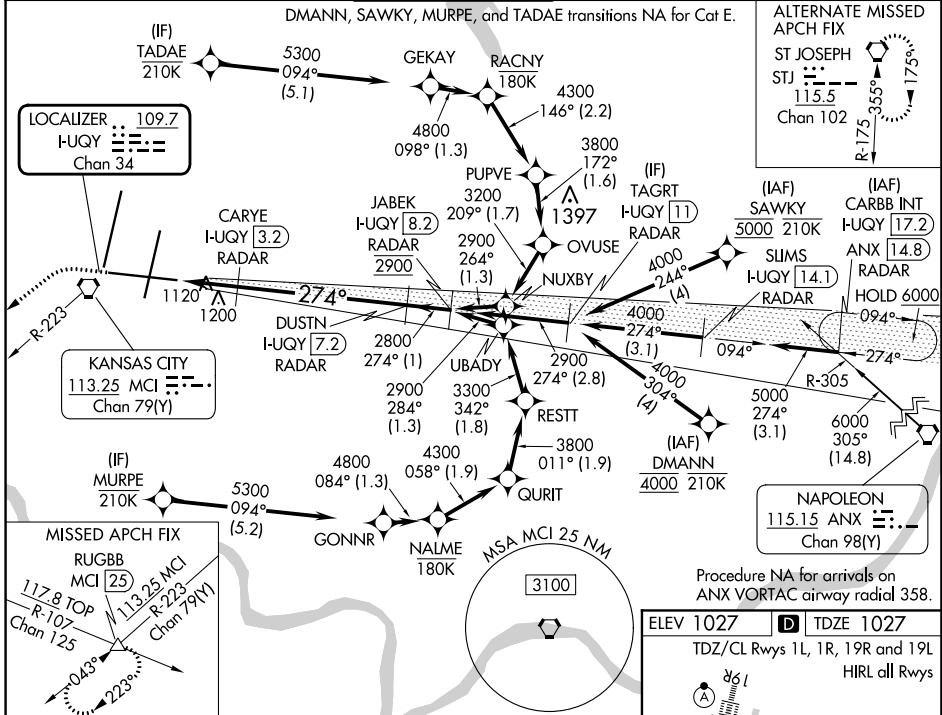 DMANN, SAWKY, MURPE, and TADAE transitions NA for Cat E.
ALTERNATE MISSED
APCH FIX
ST JOSEPH
STJ
115.5
Chan 102
R-175
355°
175°
(IF)
TADAE
210K
5300
094°
(5.1)
GEKAY
RACNY
180K
4800
098° (1.3)
4300
146° (2.2)
LOCALIZER 109.7
I-UQY
Chan 34
PUPVE
3800
172°
(1.6)
1397
3200
209° (1.7)
OVUSE
(IF)
TAGRT
I-UQY 11
RADAR
(IAF)
SAWKY
5000 210K
(IAF)
CARBB INT
I-UQY 17.2
ANX 14.8
RADAR
CARYE
I-UQY 3.2
RADAR
JABEK
I-UQY 8.2
RADAR
2900
2900
264°
(1.3)
NUXBY
4000
244°
(4)
SLIMS
I-UQY 14.1
RADAR
HOLD 6000
094°
274°
1120
1200
274°
4000
274°
(3.1)
094°
R-223
KANSAS CITY
113.25 MCI
Chan 79(Y)
DUSTN
I-UQY 7.2
RADAR
2800
274° (1)
UBADY
2900
274° (2.8)
2900
284°
(1.3)
3300
342°
(1.8)
RESTT
4000
304°
(4)
5000
274°
(3.1)
R-305
6000
305°
(14.8)
3800
011° (1.9)
(IAF)
DMANN
4000 210K
(IF)
MURPE
210K
5300
094°
(5.2)
4800
084° (1.3)
4300
058° (1.9)
QURIT
GONNR
NALME
180K
NAPOLEON
115.15 ANX
Chan 98(Y)
MISSED APCH FIX
RUGBB
MCI 25
117.8 TOP
R-107
Chan 125
113.25 MCI
R-223
Chan 79(Y)
043°
223°
MSA MCI 25 NM
3100
Procedure NA for arrivals on
ANX VORTAC airway radial 358.
ELEV 1027 D TDZE 1027
TDZ/CL Rwys 1L, 1R, 19R and 19L
HIRL all Rwys
19R
A